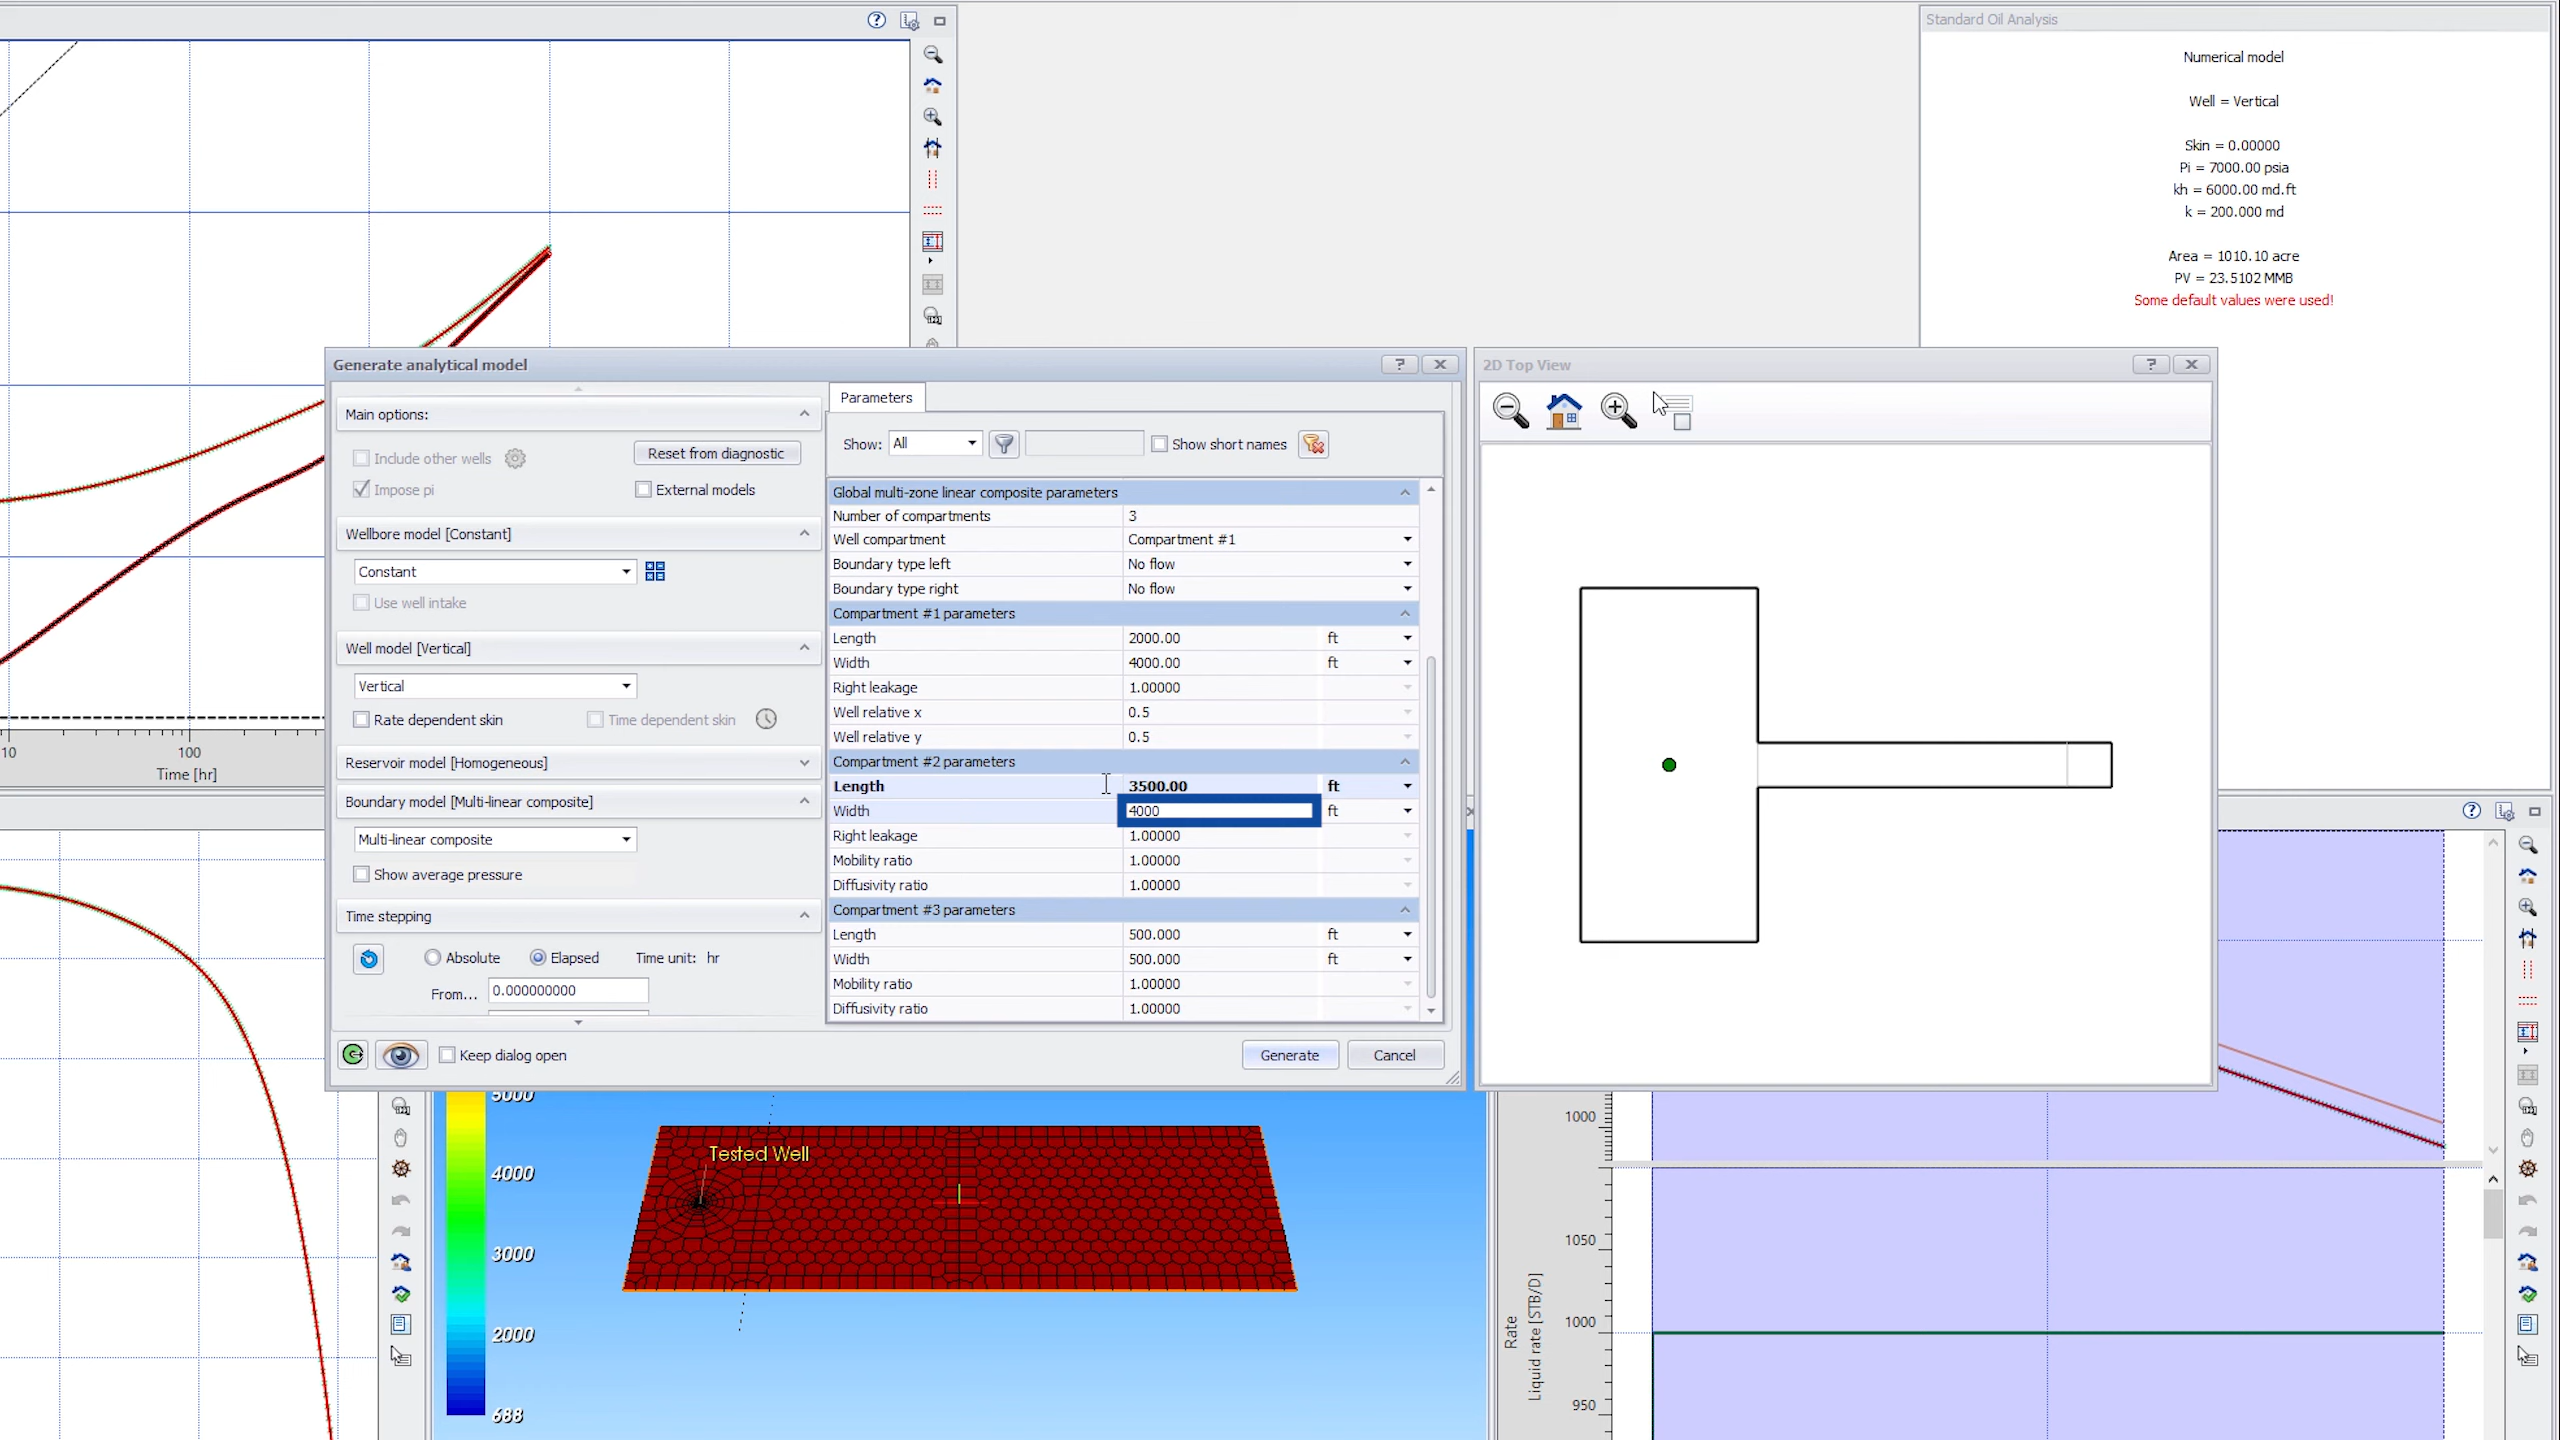 Standard Oil Analysis
Numerical model
Well = Vertical
Skin = 0.00000
Pi = 7000.00 psia
kh = 6000.00 md.ft
k = 200.000 md
Area = 1010.10 acre
PV = 23.5102 MMB
Some default values were used!
10
100
Time [hr]
Generate analytical model
Main options:
Include other wells
Reset from diagnostic
Impose pi
External models
Wellbore model [Constant]
Constant
Use well intake
Well model [Vertical]
Vertical
Rate dependent skin
Time dependent skin
Reservoir model [Homogeneous]
Boundary model [Multi-linear composite]
Multi-linear composite
Show average pressure
Time stepping
Absolute
Elapsed
Time unit: hr
From... 0.000000000
Keep dialog open
Parameters
Show: All
Show short names
Global multi-zone linear composite parameters
Number of compartments 3
Well compartment Compartment #1
Boundary type left No flow
Boundary type right No flow
Compartment #1 parameters
Length 2000.00 ft
Width 4000.00 ft
Right leakage 1.00000
Well relative x 0.5
Well relative y 0.5
Compartment #2 parameters
Length 3500.00 ft
Width 4000 ft
Right leakage 1.00000
Mobility ratio 1.00000
Diffusivity ratio 1.00000
Compartment #3 parameters
Length 500.000 ft
Width 500.000 ft
Mobility ratio 1.00000
Diffusivity ratio 1.00000
Generate
Cancel
2D Top View
5000
4000
3000
2000
688
Tested Well
1000
1050
1000
950
Rate
Liquid rate [STB/D]